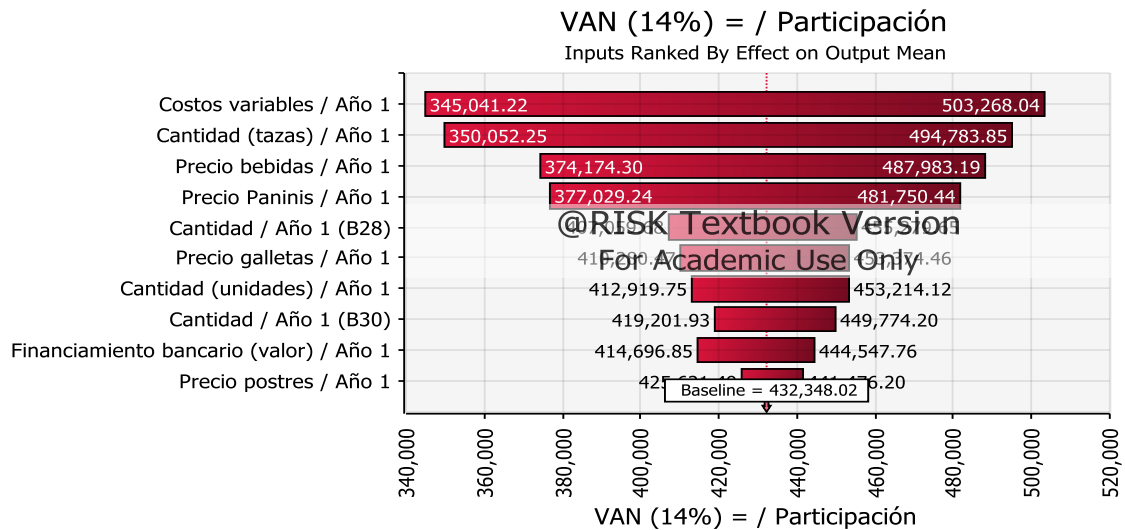 VAN (14%) = / Participación
Inputs Ranked By Effect on Output Mean
Costos variables / Año 1 345,041.22 503,268.04
Cantidad (tazas) / Año 1 350,052.25 494,783.85
Precio bebidas / Año 1 374,174.30 487,983.19
Precio Paninis / Año 1 377,029.24 481,750.44
Cantidad / Año 1 (B28)
@RISK Textbook Version
Precio galletas / Año 1
For Academic Use Only
Cantidad (unidades) / Año 1 412,919.75 453,214.12
Cantidad / Año 1 (B30) 419,201.93 449,774.20
Financiamiento bancario (valor) / Año 1 414,696.85 444,547.76
Precio postres / Año 1
Baseline = 432,348.02
340,000 360,000 380,000 400,000 420,000 440,000 460,000 480,000 500,000 520,000
VAN (14%) = / Participación